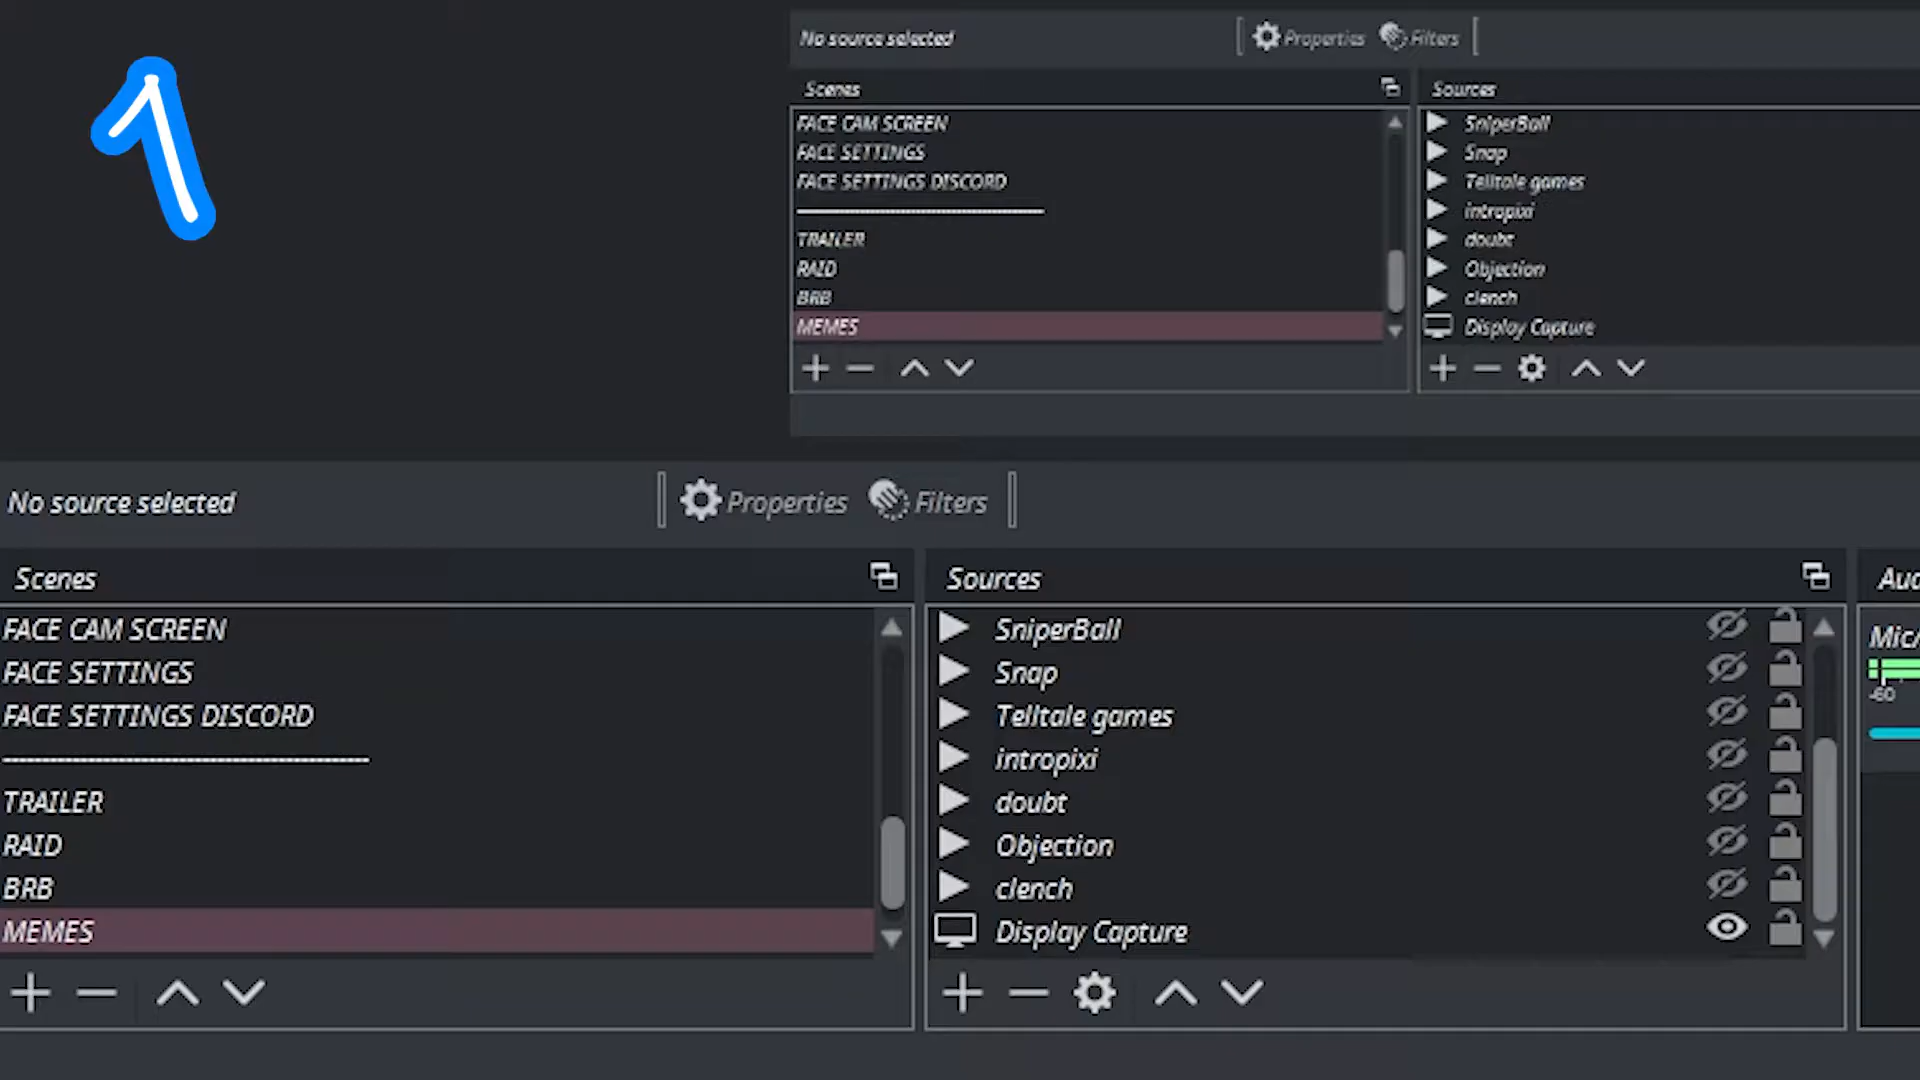 1
No source selected Properties Filters
Scenes Sources
FACE CAM SCREEN SniperBall
FACE SETTINGS Snap
FACE SETTINGS DISCORD Telltale games
intropixi
TRAILER doubt
RAID Objection
BRB clench
MEMES Display Capture
No source selected Properties Filters
Scenes Sources Auc
FACE CAM SCREEN SniperBall Mic/
FACE SETTINGS Snap
-60
FACE SETTINGS DISCORD Telltale games
intropixi
TRAILER doubt
RAID Objection
BRB clench
MEMES Display Capture